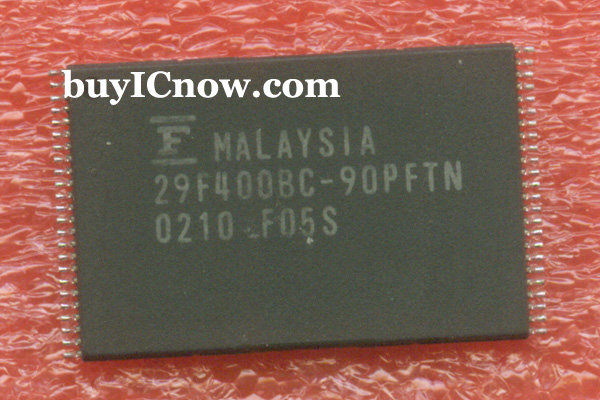 buyICnow.com
F MALAYSIA
29F400BC-90PFTN
0210 F05S